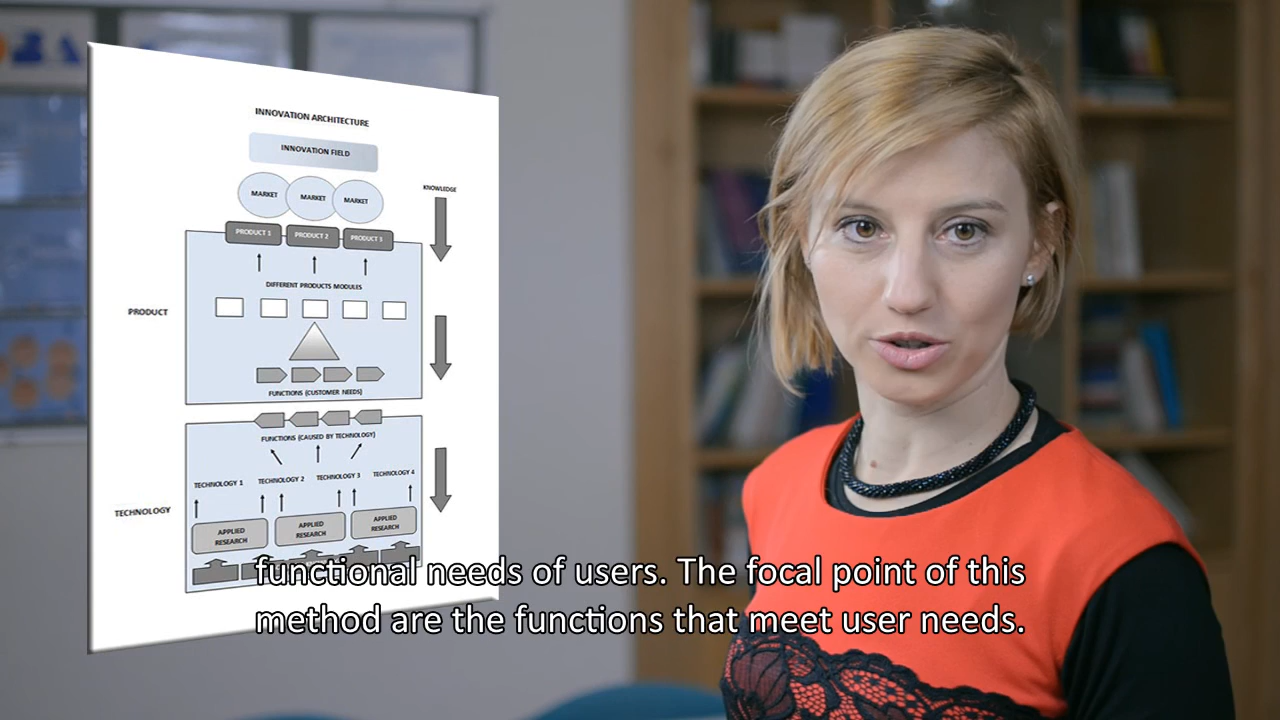 INNOVATION ARCHITECTURE
INNOVATION FIELD
MARKET MARKET MARKET
KNOWLEDGE
PRODUCT 1 PRODUCT 2 PRODUCT 3
DIFFERENT PRODUCTS MODULES
PRODUCT
FUNCTIONS (CUSTOMER NEEDS)
FUNCTIONS (CAUSED BY TECHNOLOGY)
TECHNOLOGY 1 TECHNOLOGY 2 TECHNOLOGY 3 TECHNOLOGY 4
TECHNOLOGY
APPLIED RESEARCH
APPLIED RESEARCH
APPLIED RESEARCH
functional needs of users. The focal point of this
method are the functions that meet user needs.